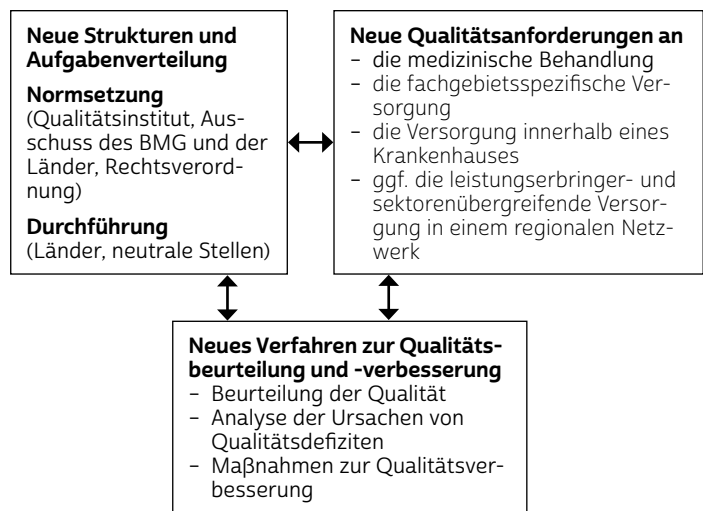 Neue Strukturen und
Aufgabenverteilung
Normsetzung
(Qualitätsinstitut, Aus-
schuss des BMG und der
Länder, Rechtsverord-
nung)
Durchführung
(Länder, neutrale Stellen)
Neue Qualitätsanforderungen an
– die medizinische Behandlung
– die fachgebietsspezifische Ver-
sorgung
– die Versorgung innerhalb eines
Krankenhauses
– ggf. die leistungserbringer- und
sektorenübergreifende Versor-
gung in einem regionalen Netz-
werk
Neues Verfahren zur Qualitäts-
beurteilung und -verbesserung
– Beurteilung der Qualität
– Analyse der Ursachen von
Qualitätsdefiziten
– Maßnahmen zur Qualitätsver-
besserung